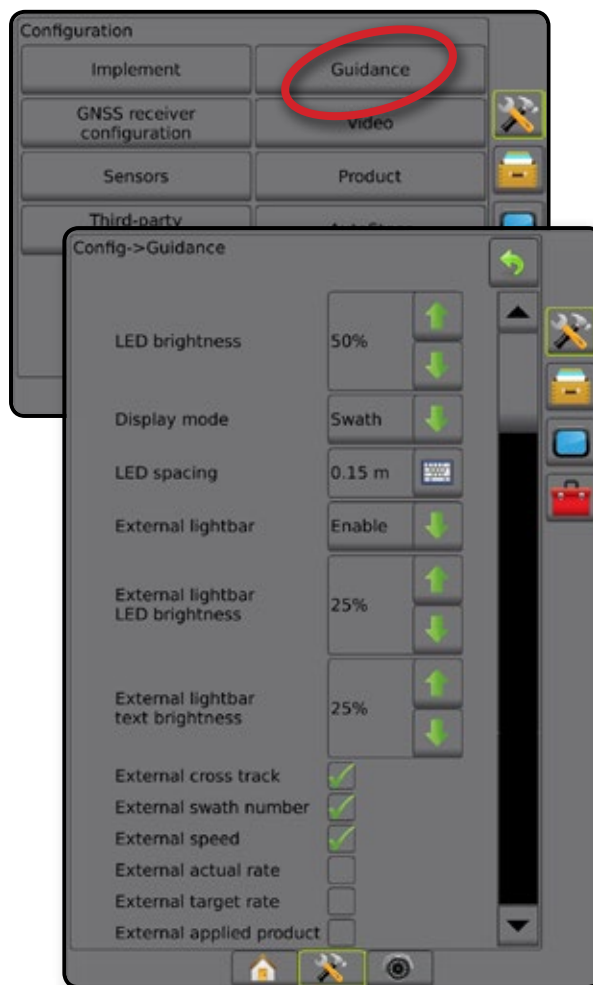 Configuration
Implement
Guidance
GNSS receiver
configuration
Video
Sensors
Product
Third-party
Config->Guidance
LED brightness
50%
Display mode
Swath
LED spacing
0.15 m
External lightbar
Enable
External lightbar
LED brightness
25%
External lightbar
text brightness
25%
External cross track
External swath number
External speed
External actual rate
External target rate
External applied product